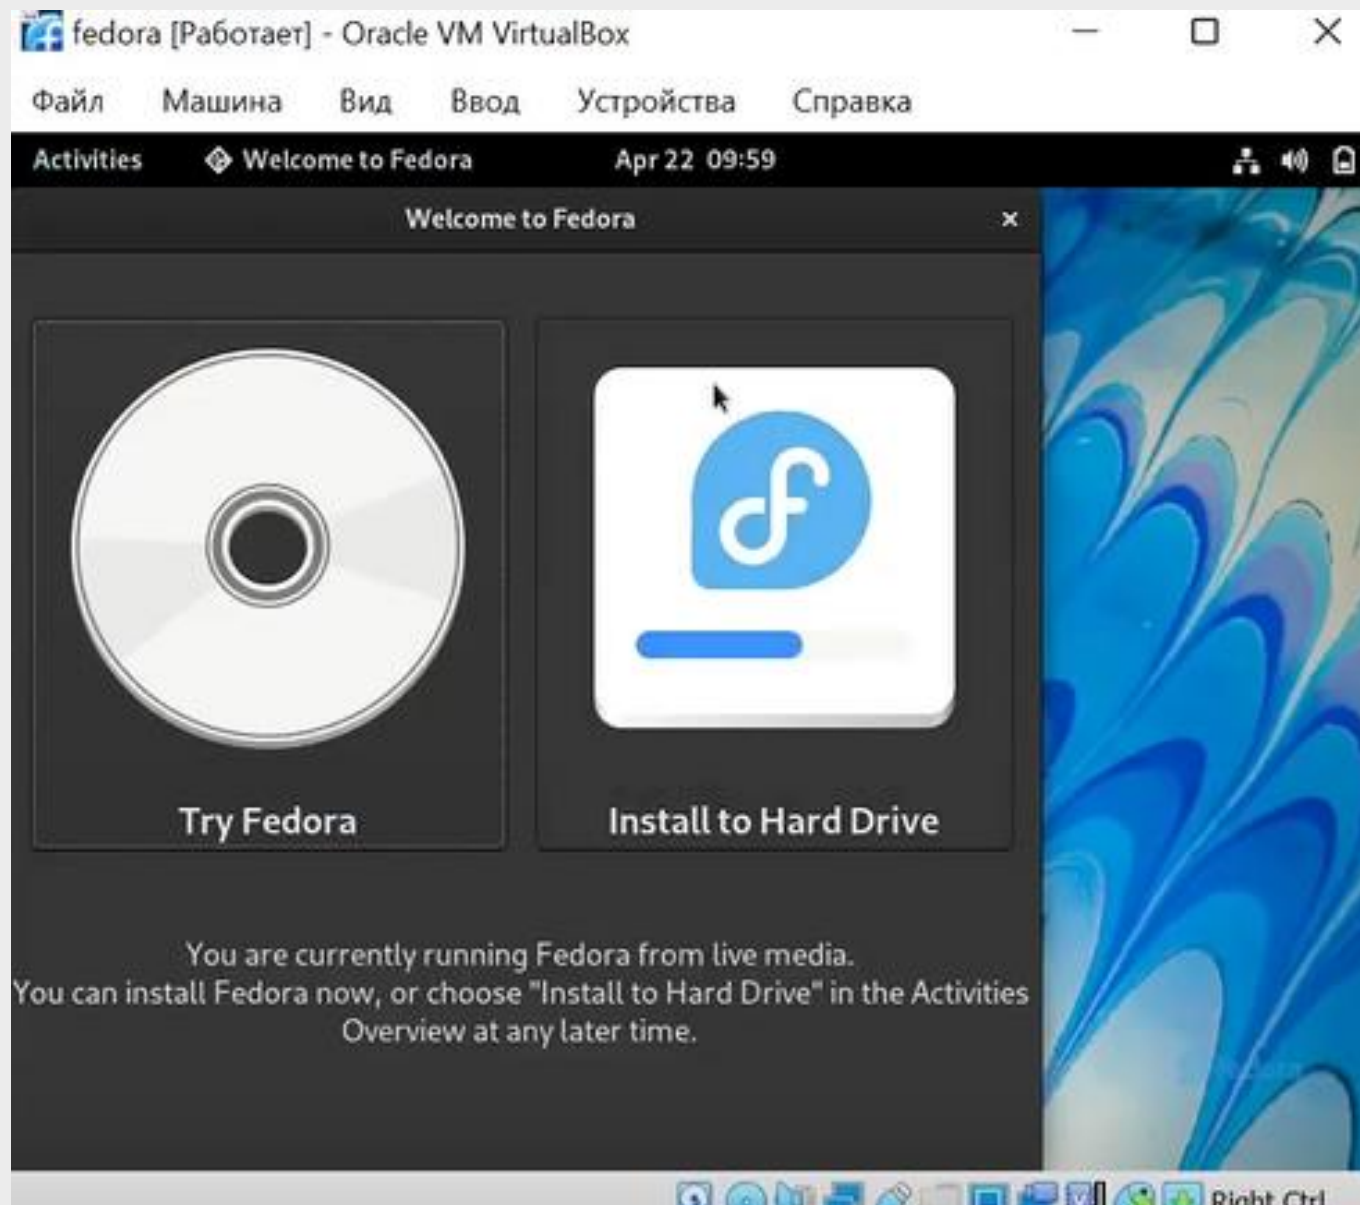 fedora [Работает] - Oracle VM VirtualBox
Файл Машина Вид Ввод Устройства Справка
Activities Welcome to Fedora Apr 22 09:59
Welcome to Fedora
Try Fedora
Install to Hard Drive
You are currently running Fedora from live media.
You can install Fedora now, or choose "Install to Hard Drive" in the Activities
Overview at any later time.
Right Ctrl